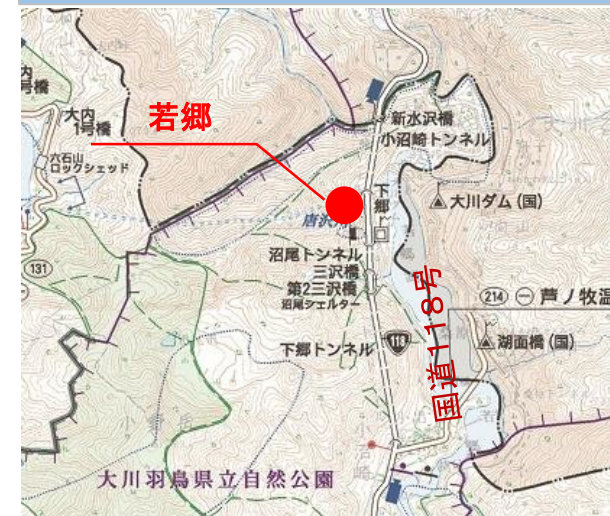 若郷
新水沢橋
小沼崎トンネル
大内
1号橋
六石山
ロックシェッド
下郷
大川ダム(国)
沼尾トンネル
三沢橋
第2三沢橋
沼尾シェルター
131
214
芦ノ牧温
118
国道118号
下郷トンネル
湖面橋(国)
大川羽鳥県立自然公園